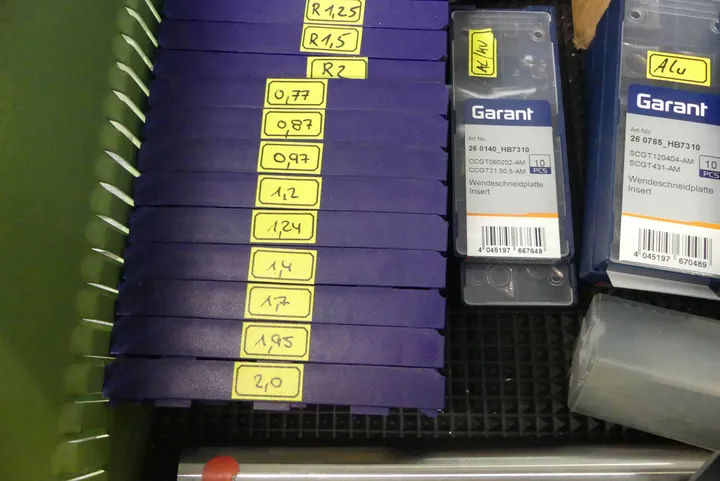 R1,25
R1,5
R2
0,77
0,87
0,97
1,2
1,24
1,4
1,7
1,95
2,0
Garant
Art.No.
26 0140_HB7310
CCGT060202-AM
CCGT21.50.5-AM
10
PCS
Wendeschneidplatte
Insert
4 045197 667649
Alu
Garant
Art.No.
26 0765_HB7310
SCGT120404-AM
SCGT431-AM
10
PCS
Wendeschneidplatte
Insert
4 045197 670489